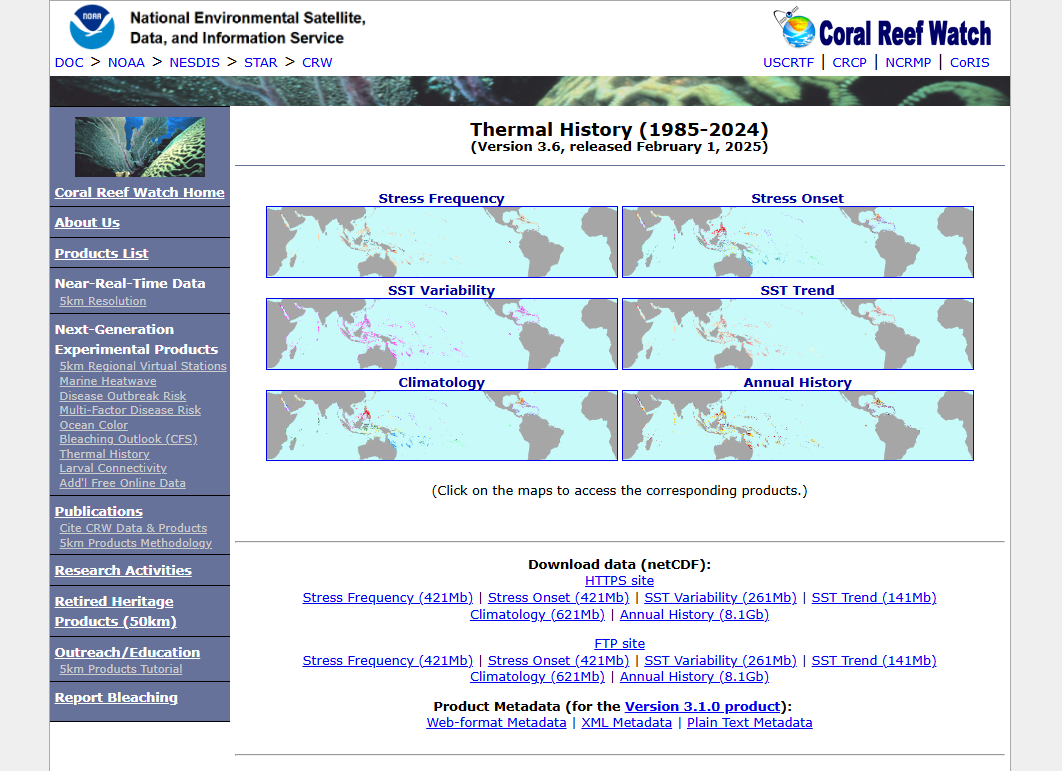 NOAA
National Environmental Satellite,
Data, and Information Service
Coral Reef Watch
DOC > NOAA > NESDIS > STAR > CRW
USCRTF | CRCP | NCRMP | CoRIS
Coral Reef Watch Home
About Us
Products List
Near-Real-Time Data
5km Resolution
Next-Generation
Experimental Products
5km Regional Virtual Stations
Marine Heatwave
Disease Outbreak Risk
Multi-Factor Disease Risk
Ocean Color
Bleaching Outlook (CFS)
Thermal History
Larval Connectivity
Add'l Free Online Data
Publications
Cite CRW Data & Products
5km Products Methodology
Research Activities
Retired Heritage
Products (50km)
Outreach/Education
5km Products Tutorial
Report Bleaching
Thermal History (1985-2024)
(Version 3.6, released February 1, 2025)
Stress Frequency
Stress Onset
SST Variability
SST Trend
Climatology
Annual History
(Click on the maps to access the corresponding products.)
Download data (netCDF):
HTTPS site
Stress Frequency (421Mb) | Stress Onset (421Mb) | SST Variability (261Mb) | SST Trend (141Mb)
Climatology (621Mb) | Annual History (8.1Gb)
FTP site
Stress Frequency (421Mb) | Stress Onset (421Mb) | SST Variability (261Mb) | SST Trend (141Mb)
Climatology (621Mb) | Annual History (8.1Gb)
Product Metadata (for the Version 3.1.0 product):
Web-format Metadata | XML Metadata | Plain Text Metadata